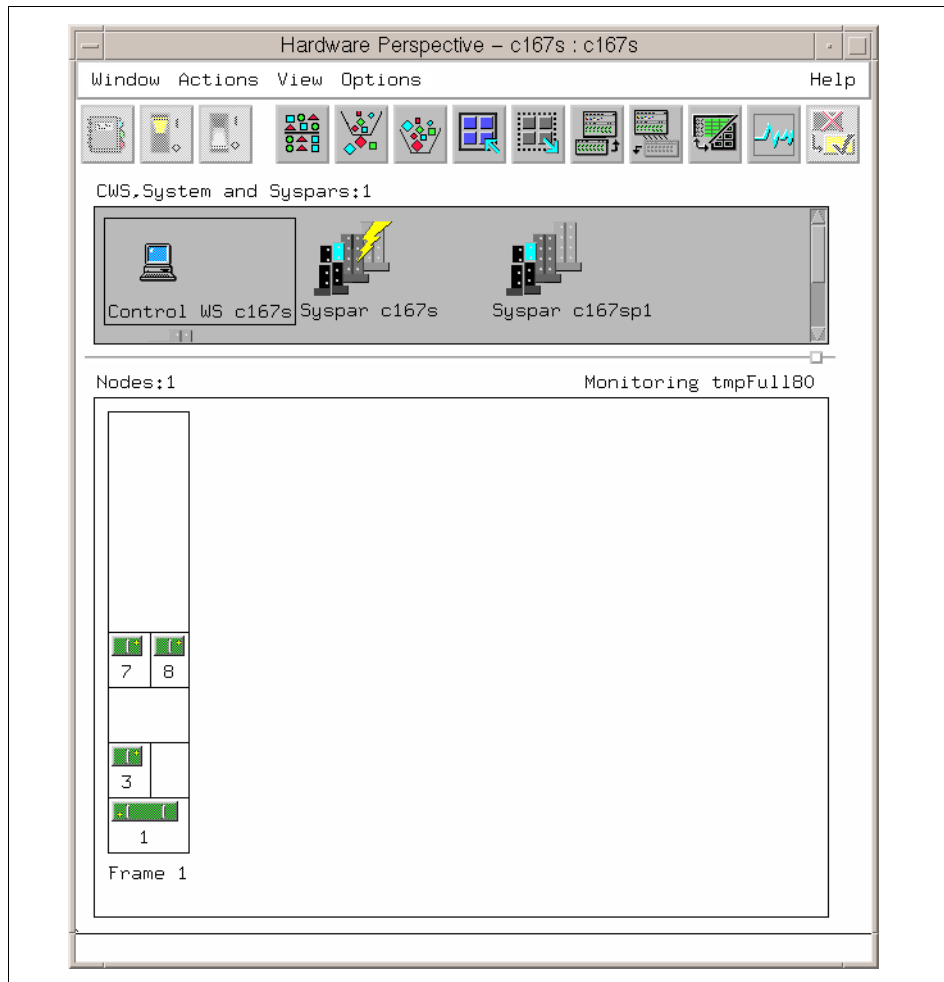 Hardware Perspective – c167s : c167s
Window Actions View Options Help
CWS,System and Syspars:1
Control WS c167s Syspar c167s Syspar c167sp1
Nodes:1 Monitoring tmpFull80
7 8
3
1
Frame 1